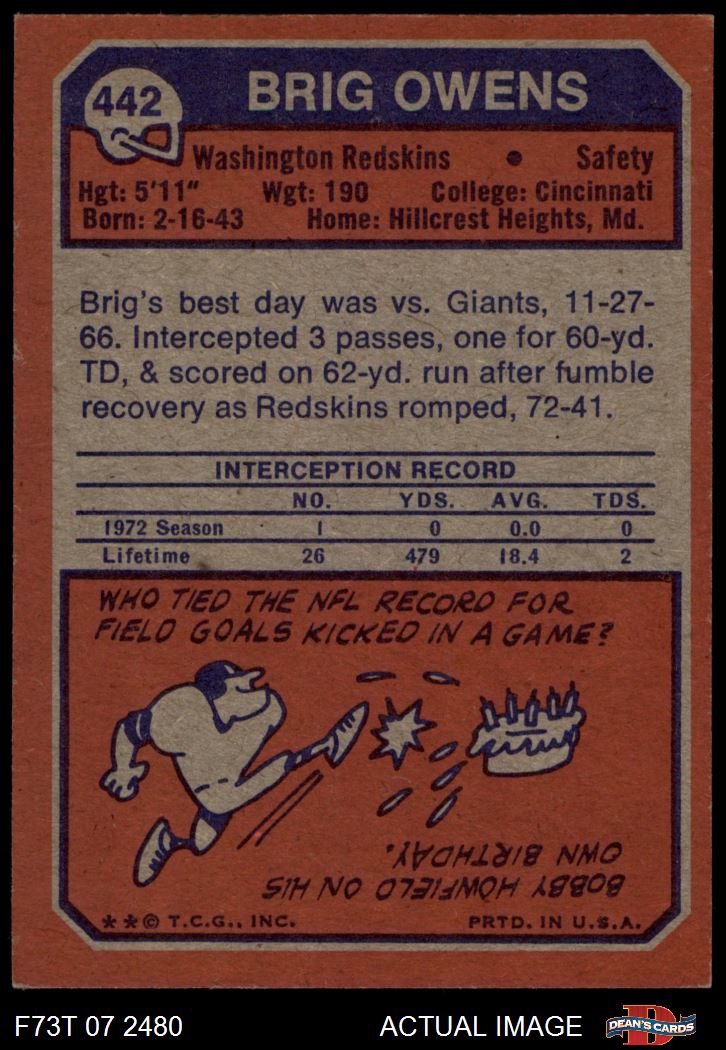 442
BRIG OWENS
Washington Redskins • Safety
Hgt: 5'11" Wgt: 190 College: Cincinnati
Born: 2-16-43 Home: Hillcrest Heights, Md.
Brig's best day was vs. Giants, 11-27-
66. Intercepted 3 passes, one for 60-yd.
TD, & scored on 62-yd. run after fumble
recovery as Redskins romped, 72-41.
INTERCEPTION RECORD
NO. YDS. AVG. TDS.
1972 Season 1 0 0.0 0
Lifetime 26 479 18.4 2
WHO TIED THE NFL RECORD FOR
FIELD GOALS KICKED IN A GAME?
BOBBY HOWFIELD ON HIS
OWN BIRTHDAY.
**© T.C.G., INC. PRTD. IN U.S.A.
F73T 07 2480 ACTUAL IMAGE D DEAN'S CARDS